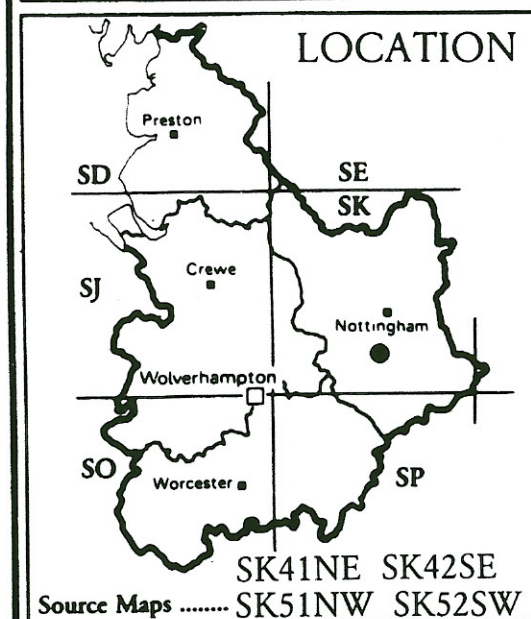 LOCATION
Preston
SD SE
SK
Crewe
SJ
Nottingham
Wolverhampton
SO
SP
Worcester
SK41NE SK42SE
Source Maps ........ SK51NW SK52SW